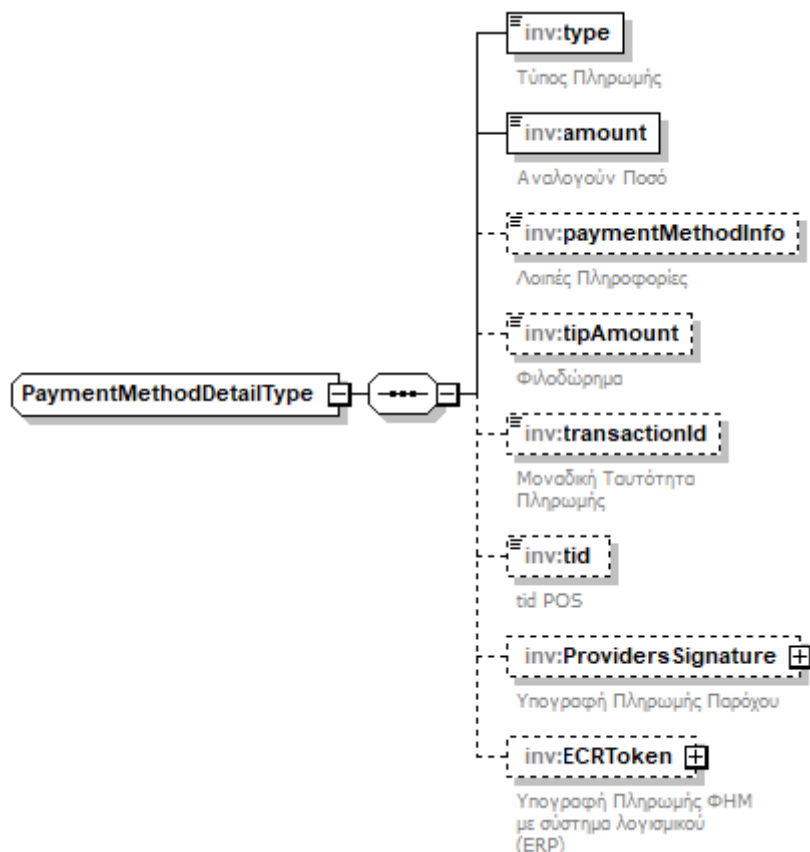 inv:type
Τύπος Πληρωμής
inv:amount
Αναλογούν Ποσό
inv:paymentMethodInfo
Λοιπές Πληροφορίες
inv:tipAmount
Φιλοδώρημα
PaymentMethodDetailType
inv:transactionId
Μοναδική Ταυτότητα
Πληρωμής
inv:tid
tid POS
inv:ProvidersSignature
Υπογραφή Πληρωμής Παρόχου
inv:ECRToken
Υπογραφή Πληρωμής ΦΗΜ
με σύστημα λογισμικού
(ERP)